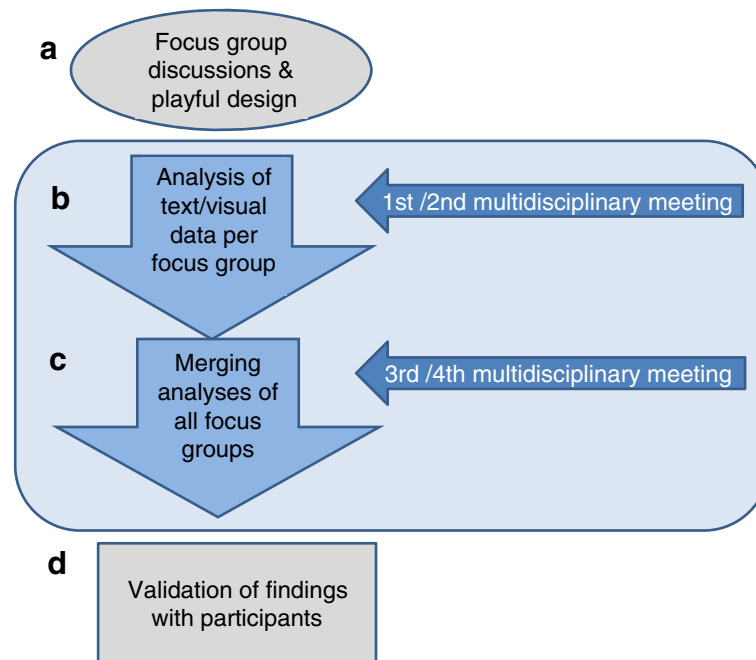 a
Focus group
discussions &
playful design
b
Analysis of
text/visual
data per
focus group
1st /2nd multidisciplinary meeting
c
Merging
analyses of
all focus
groups
3rd /4th multidisciplinary meeting
d
Validation of findings
with participants